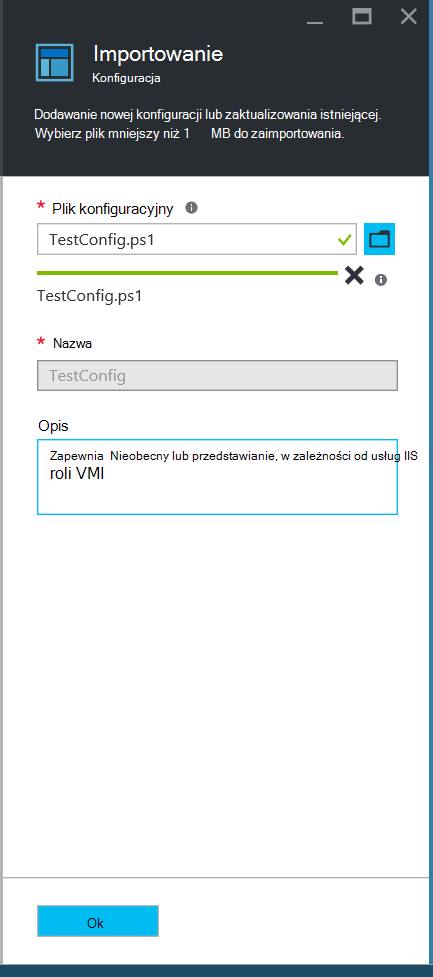 Importowanie
Konfiguracja
Dodawanie nowej konfiguracji lub zaktualizowania istniejącej.
Wybierz plik mniejszy niż 1 MB do zaimportowania.
* Plik konfiguracyjny
TestConfig.ps1
TestConfig.ps1
* Nazwa
TestConfig
Opis
Zapewnia Nieobecny lub przedstawianie, w zależności od usług IIS
roli VMI
Ok